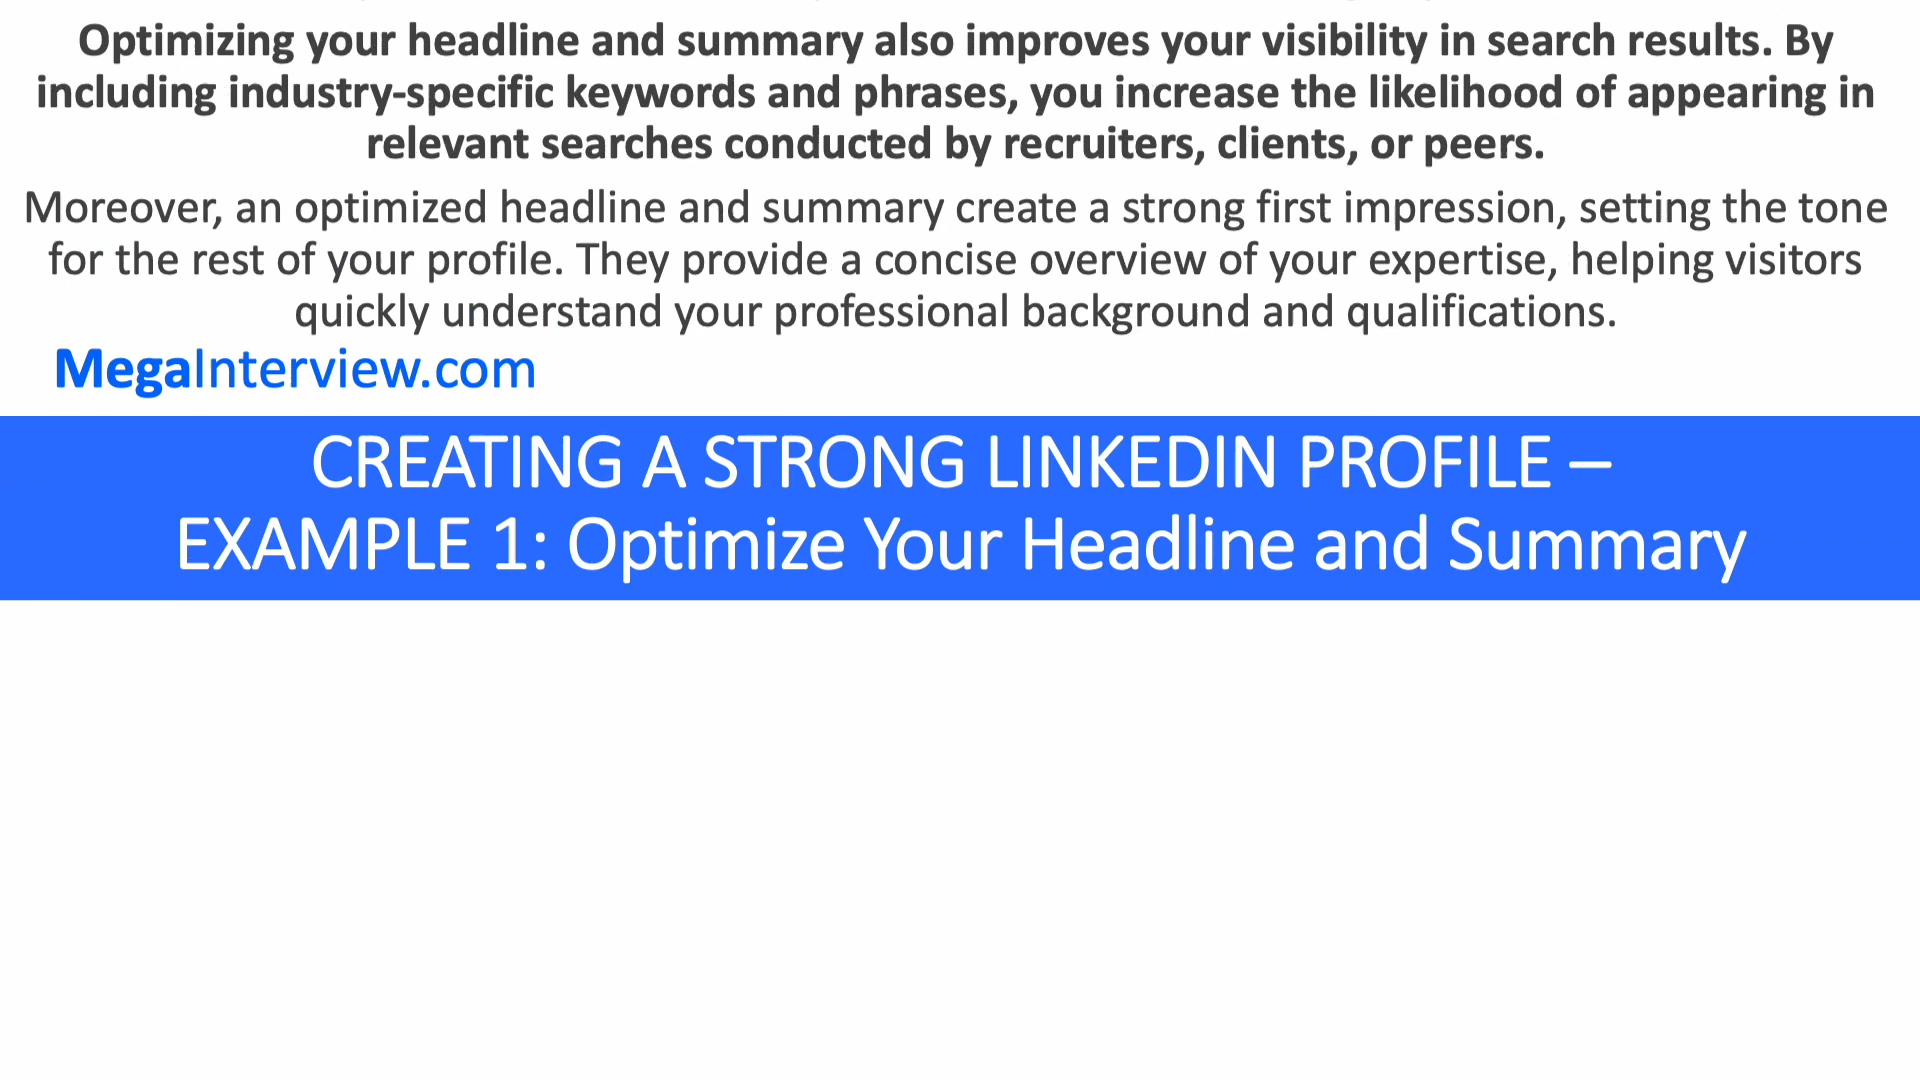 Optimizing your headline and summary also improves your visibility in search results. By
including industry-specific keywords and phrases, you increase the likelihood of appearing in
relevant searches conducted by recruiters, clients, or peers.
Moreover, an optimized headline and summary create a strong first impression, setting the tone
for the rest of your profile. They provide a concise overview of your expertise, helping visitors
quickly understand your professional background and qualifications.
MegaInterview.com
CREATING A STRONG LINKEDIN PROFILE –
EXAMPLE 1: Optimize Your Headline and Summary